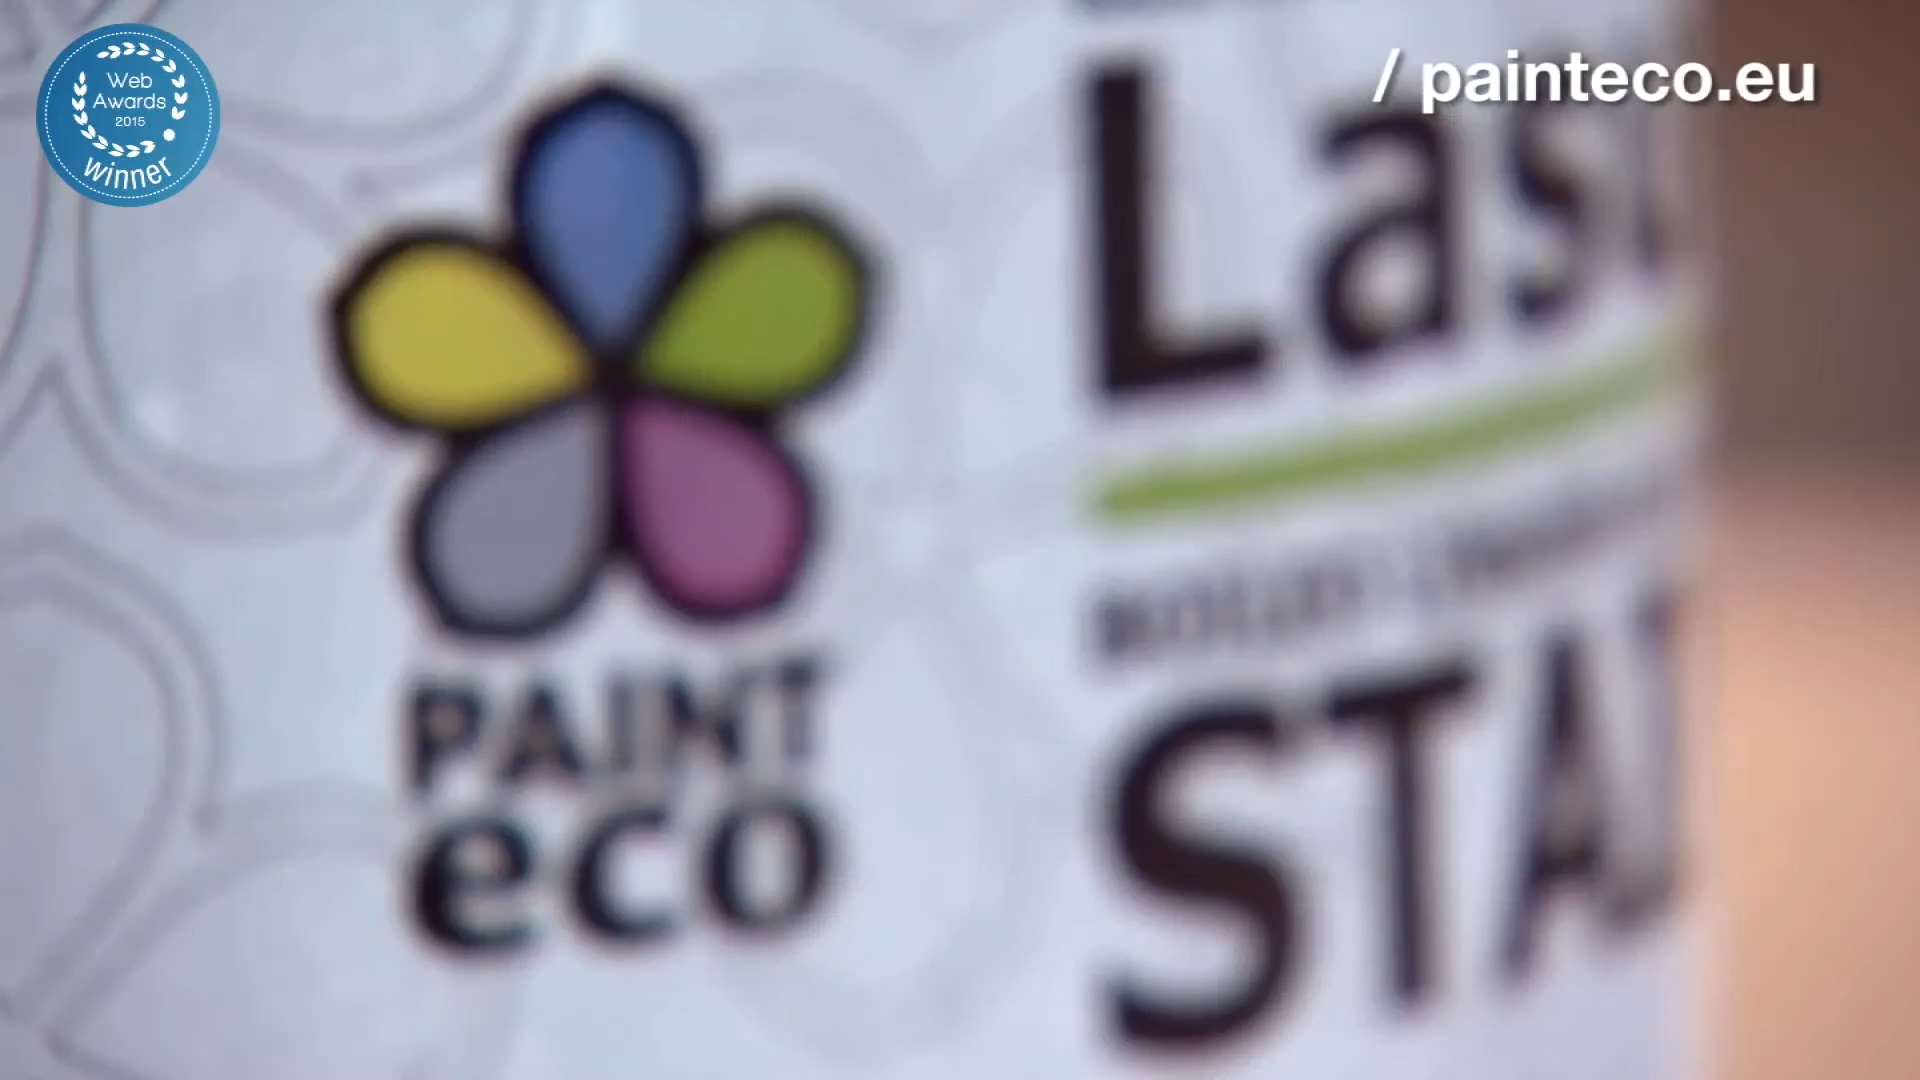 Web
Awards
2015
winner
/ painteco.eu
PAINT
eco
Las
STA